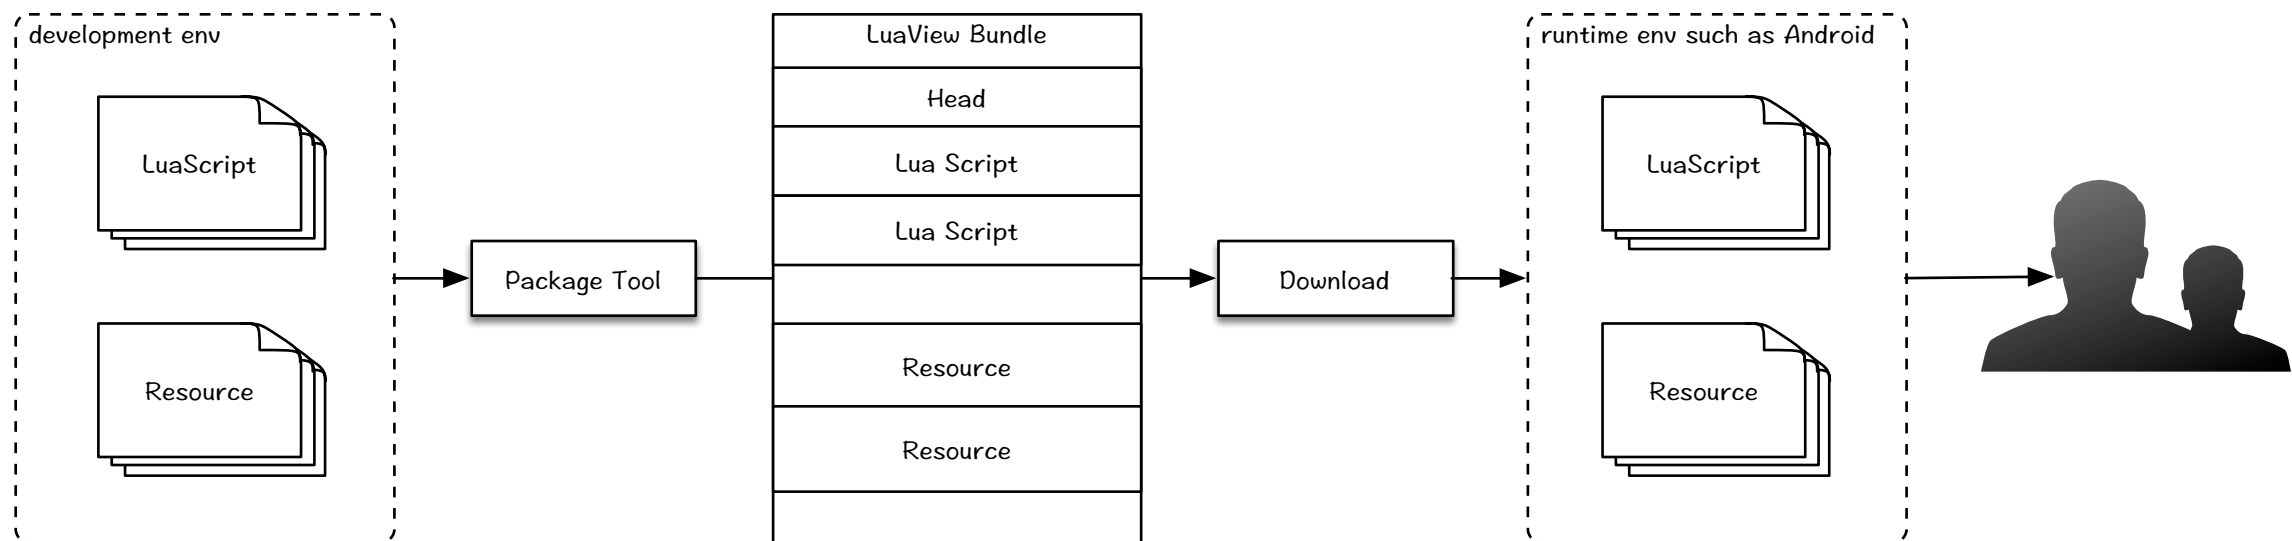 development env
LuaScript
Resource
Package Tool
LuaView Bundle
Head
Lua Script
Lua Script
Resource
Resource
Download
runtime env such as Android
LuaScript
Resource